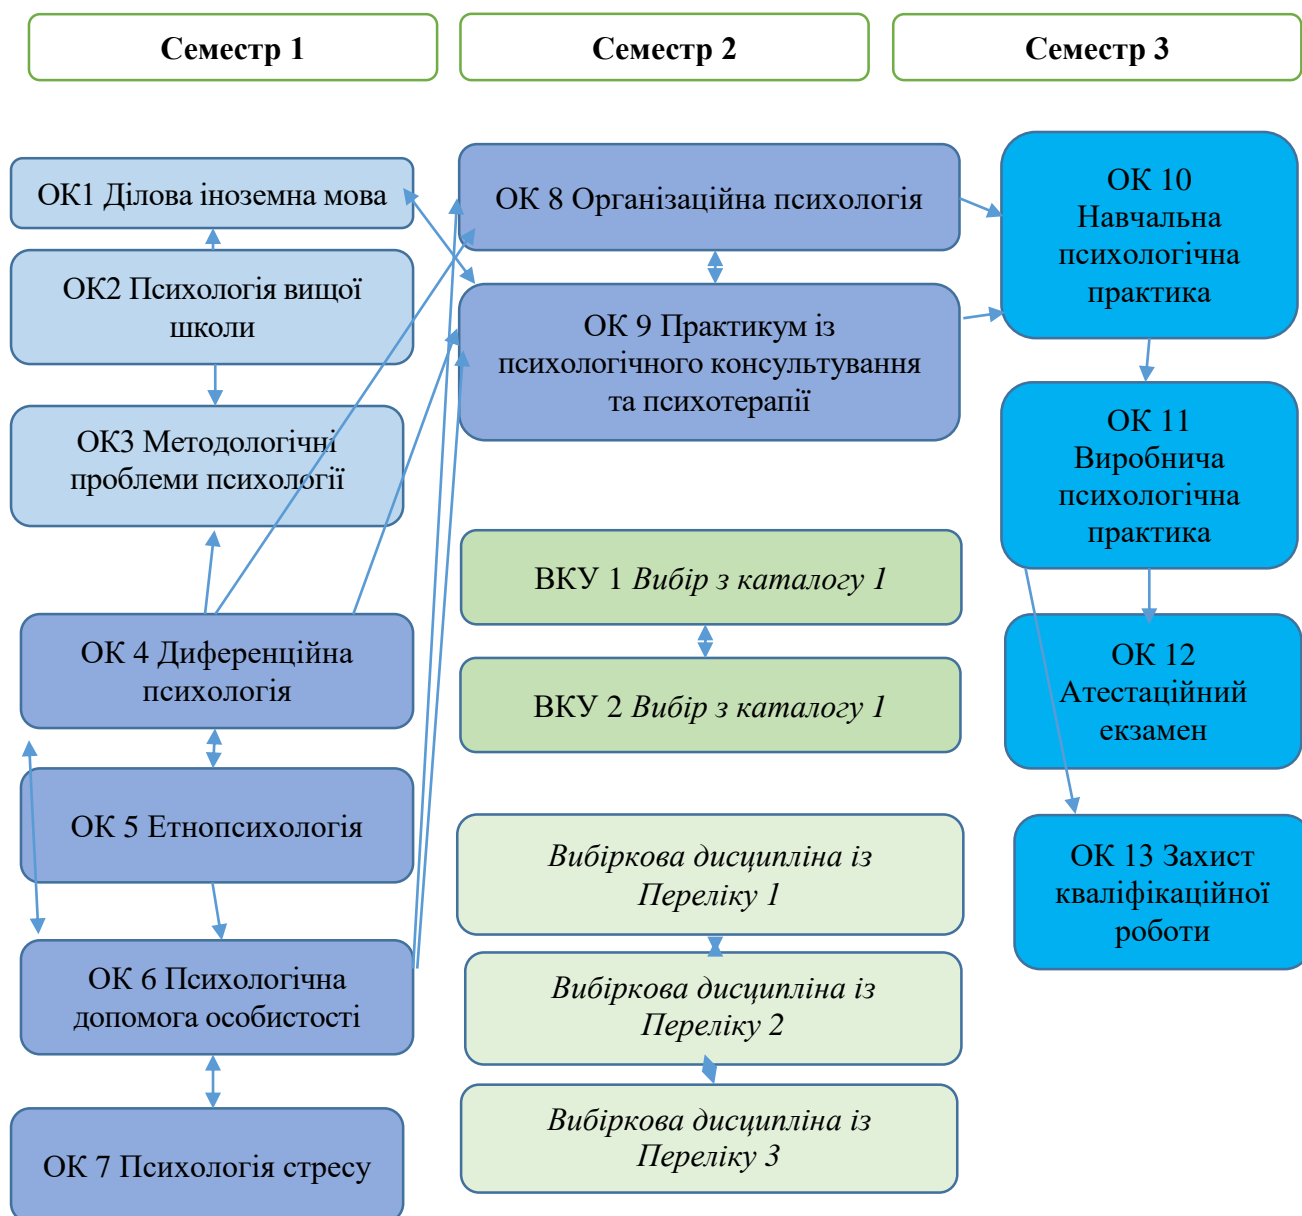 Семестр 1
Семестр 2
Семестр 3
ОК1 Ділова іноземна мова
ОК2 Психологія вищої
школи
ОК3 Методологічні
проблеми психології
ОК 4 Диференційна
психологія
ОК 5 Етнопсихологія
ОК 6 Психологічна
допомога особистості
ОК 7 Психологія стресу
ОК 8 Організаційна психологія
ОК 9 Практикум із
психологічного консультування
та психотерапії
ВКУ 1 Вибір з каталогу 1
ВКУ 2 Вибір з каталогу 1
Вибіркова дисципліна із
Переліку 1
Вибіркова дисципліна із
Переліку 2
Вибіркова дисципліна із
Переліку 3
ОК 10
Навчальна
психологічна
практика
ОК 11
Виробнича
психологічна
практика
ОК 12
Атестаційний
екзамен
ОК 13 Захист
кваліфікаційної
роботи